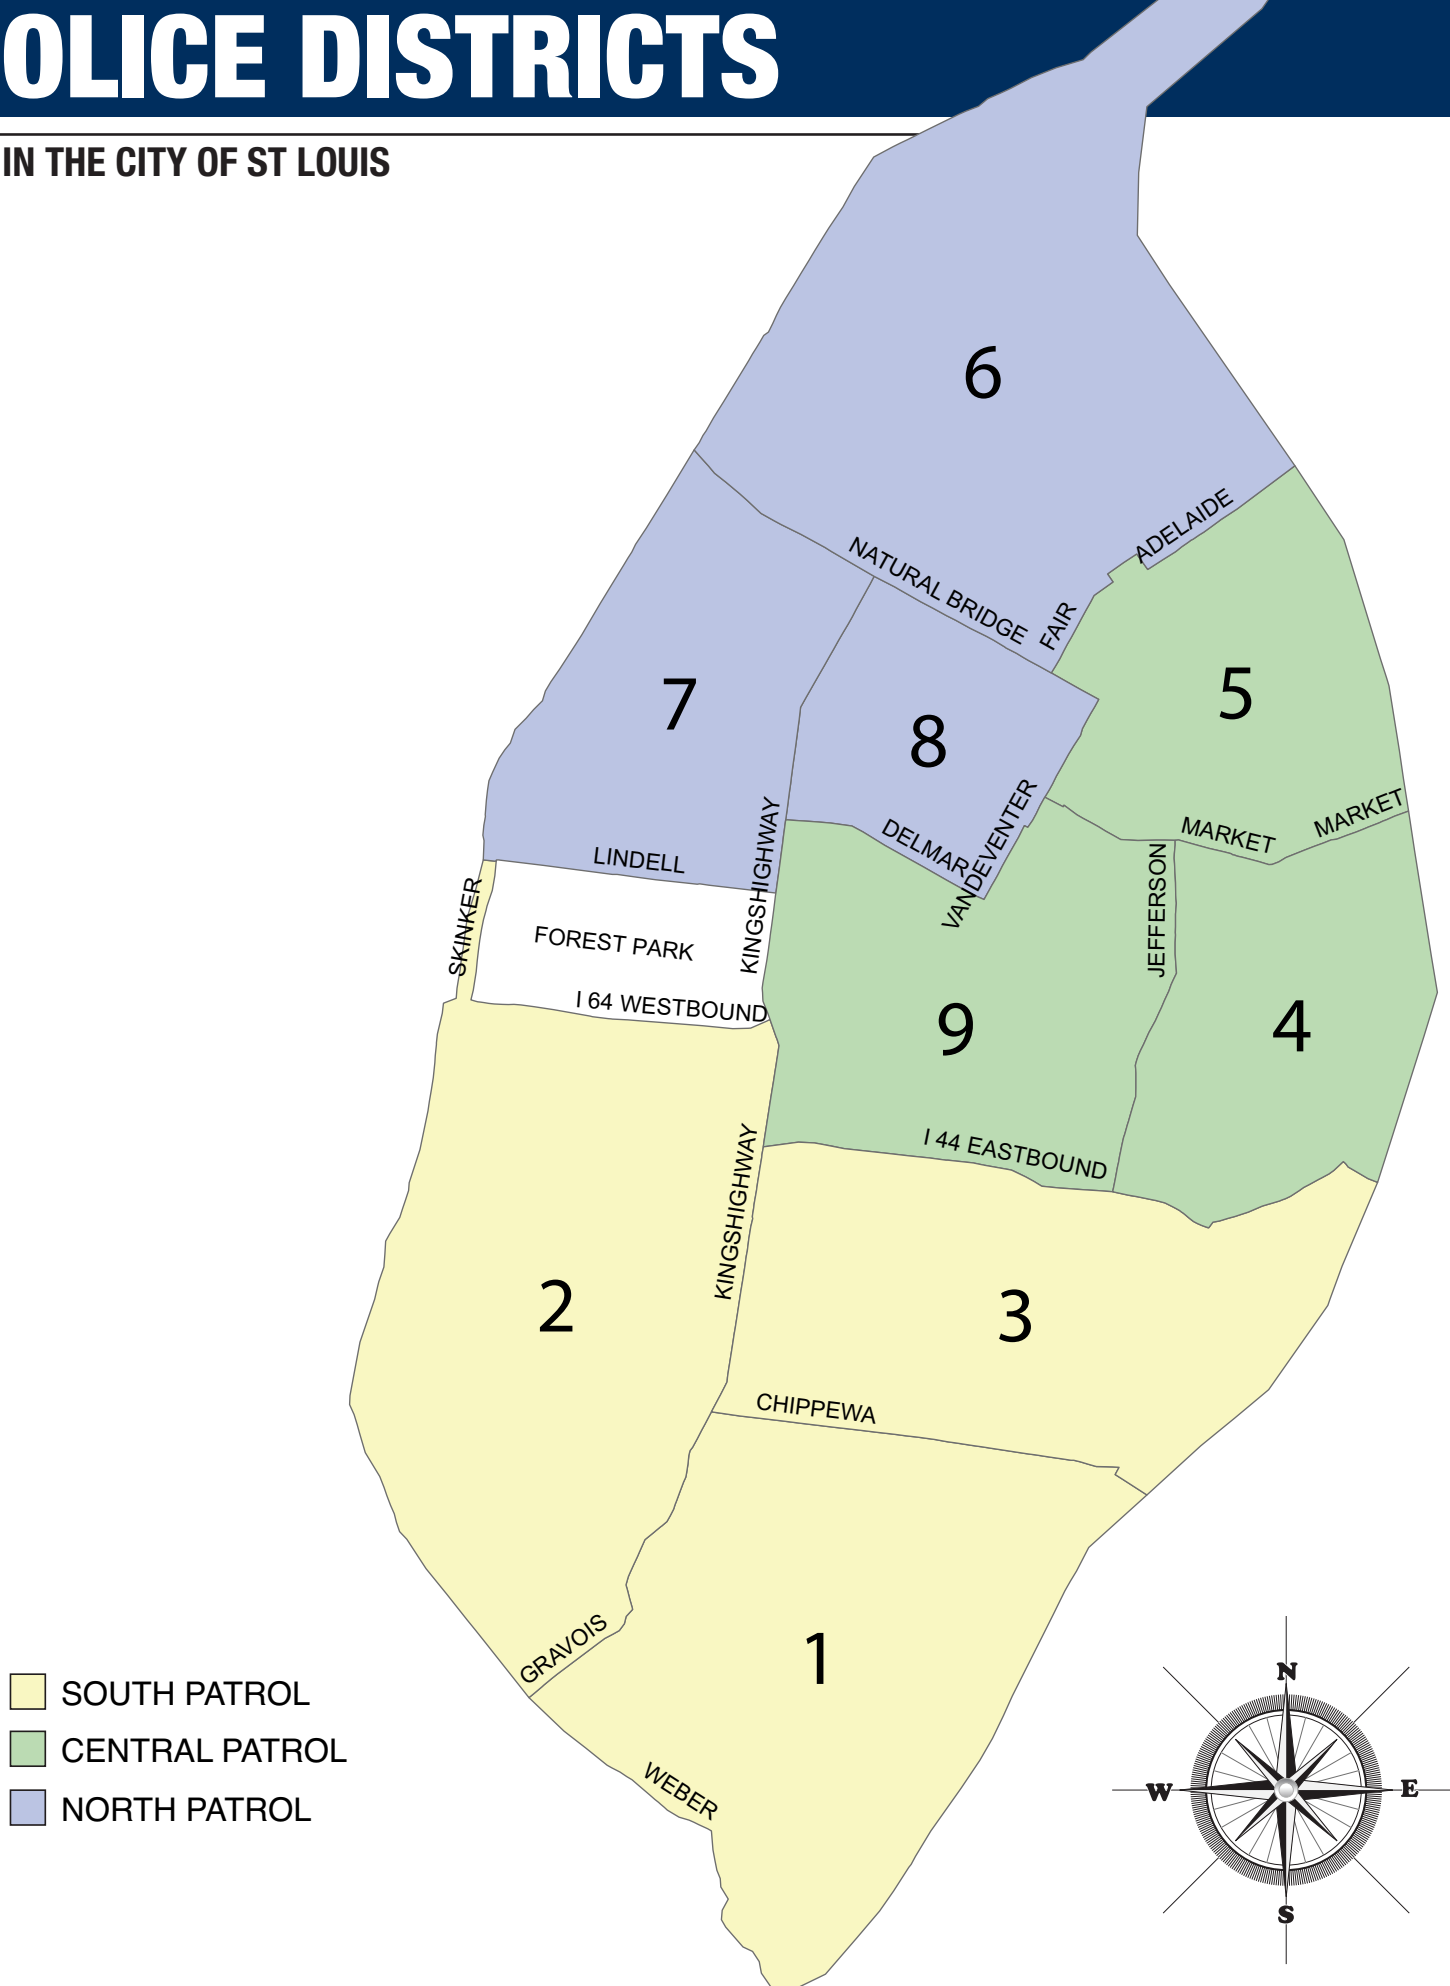 OLICE DISTRICTS
IN THE CITY OF ST LOUIS
6
ADELAIDE
NATURAL BRIDGE
FAIR
7
8
5
KINGSHIGHWAY
LINDELL
DELMAR
VANDEVENTER
MARKET
MARKET
JEFFERSON
SKINKER
FOREST PARK
I 64 WESTBOUND
9
4
I 44 EASTBOUND
KINGSHIGHWAY
2
3
CHIPPEWA
GRAVOIS
1
WEBER
SOUTH PATROL
CENTRAL PATROL
NORTH PATROL
N
W
E
S